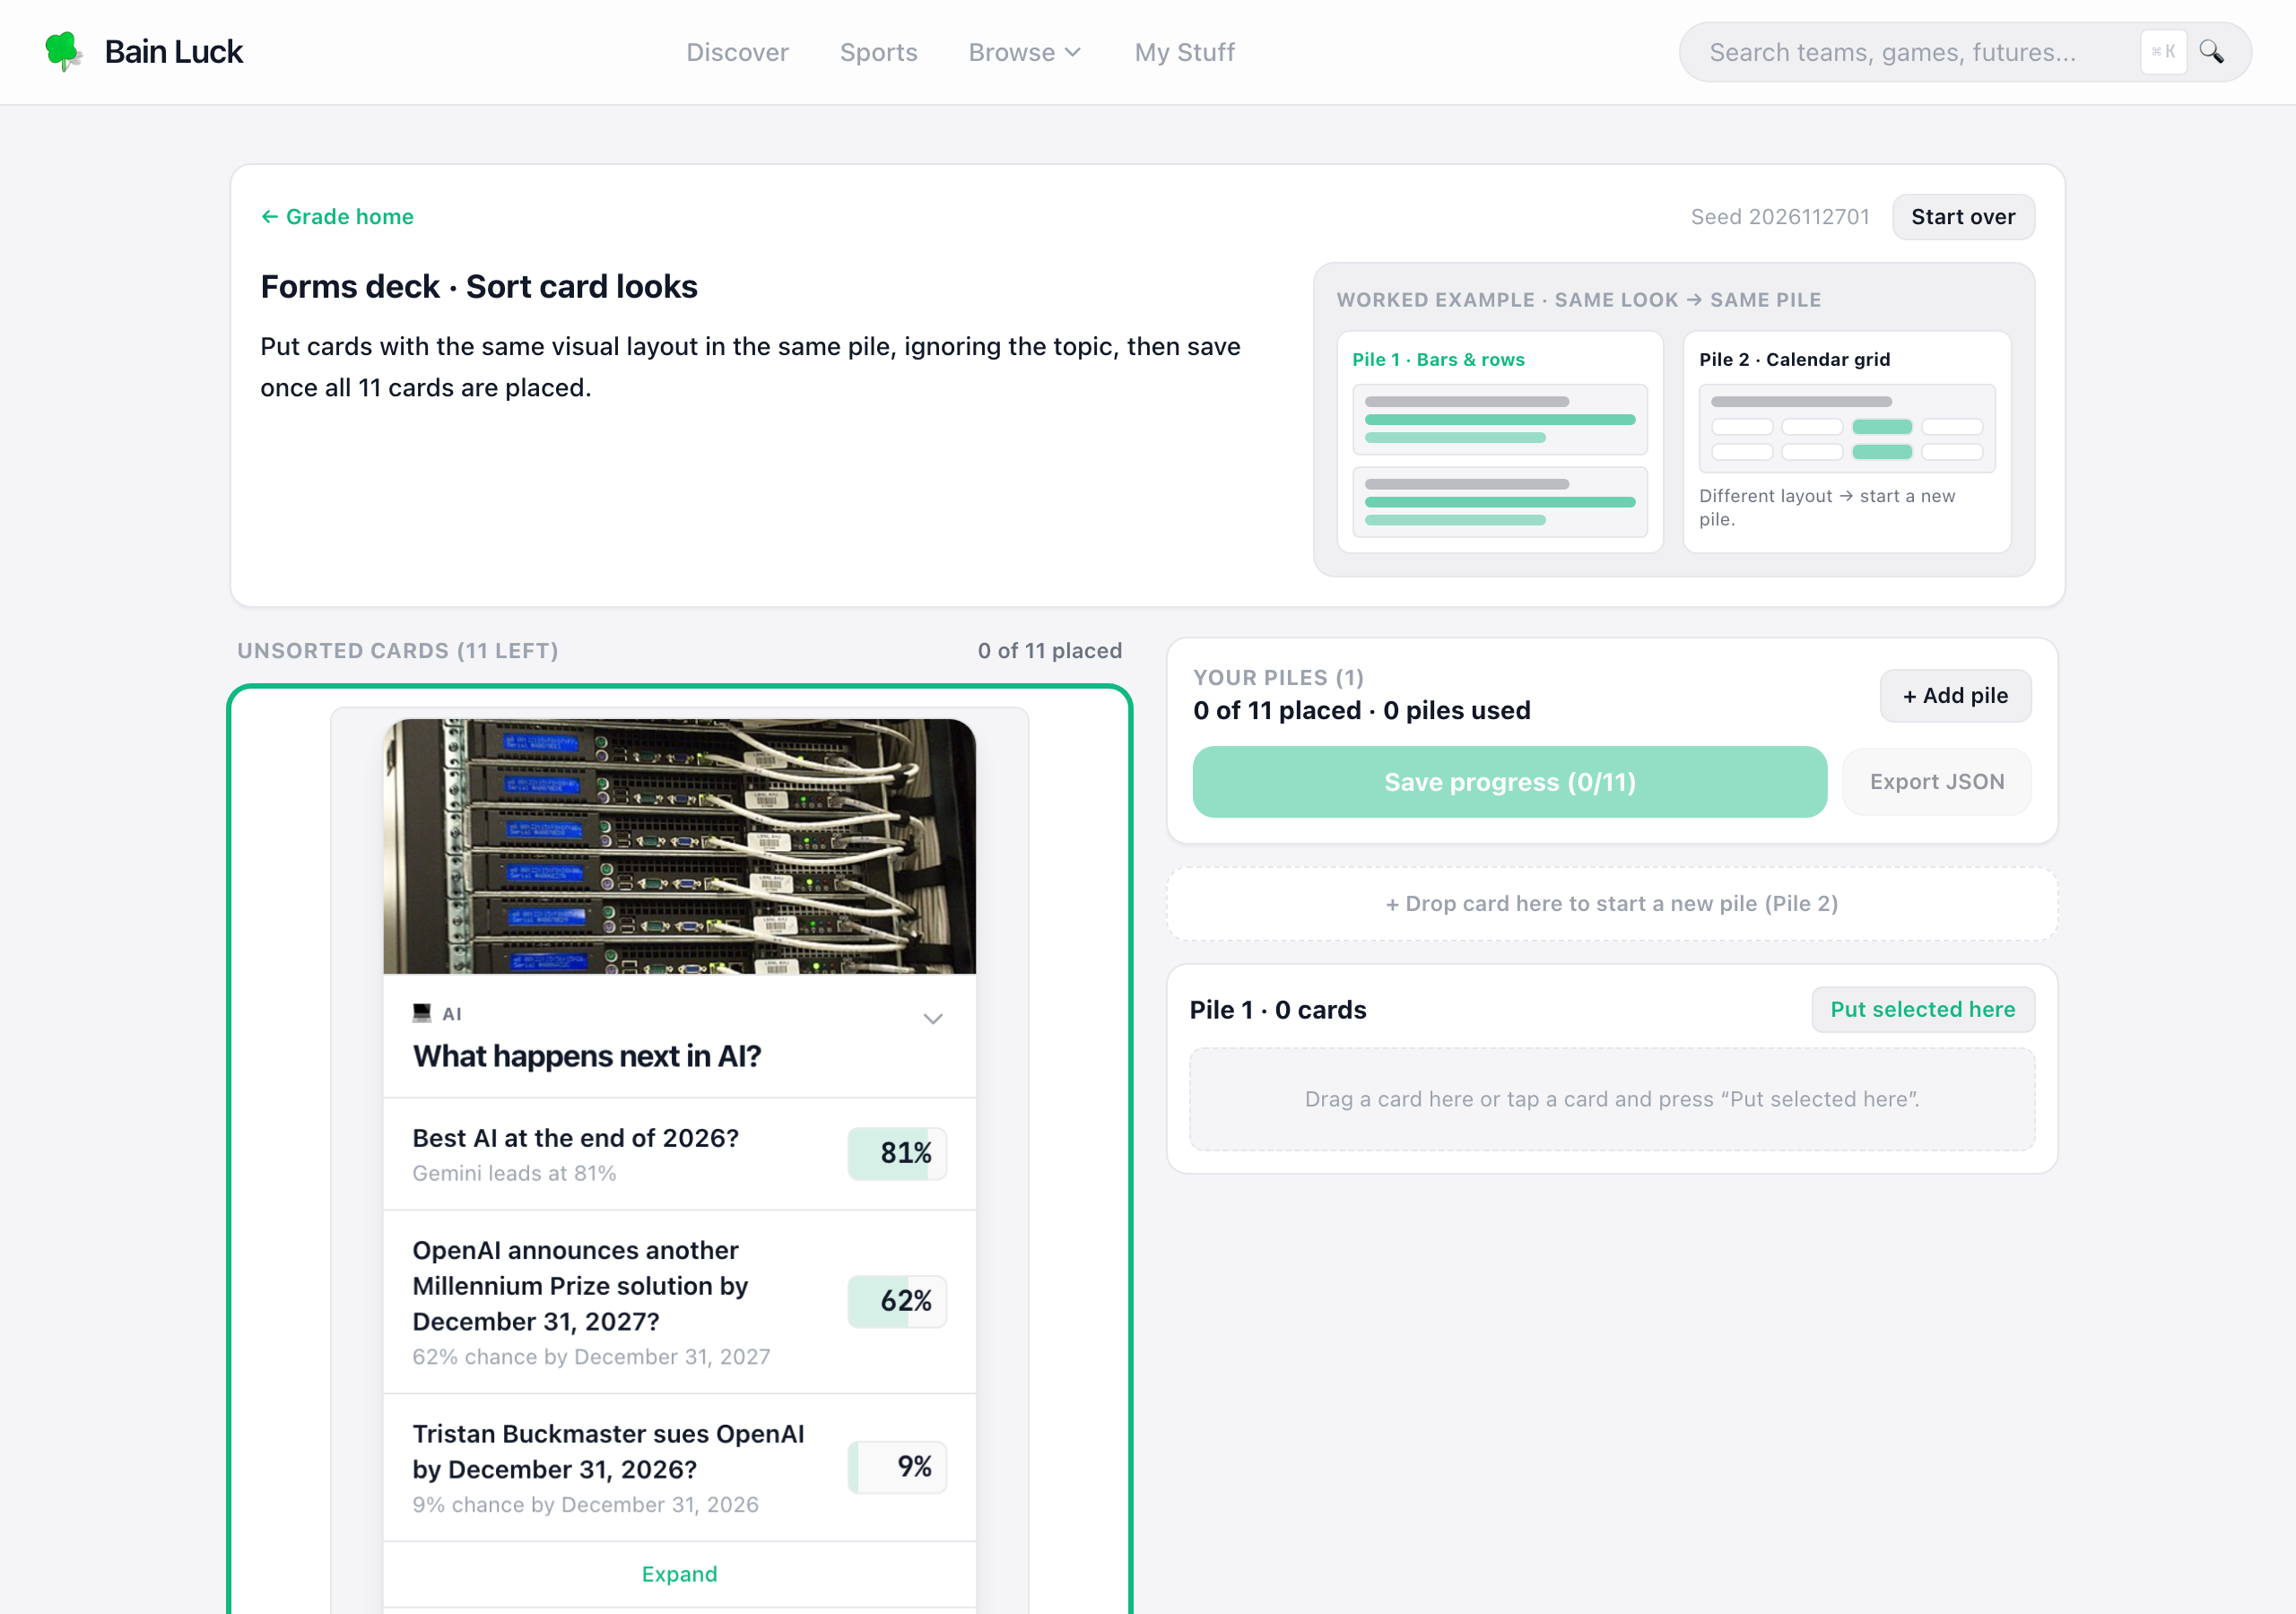 Bain Luck
Discover
Sports
Browse
My Stuff
Search teams, games, futures...
⌘K
← Grade home
Seed 2026112701
Start over
Forms deck · Sort card looks
Put cards with the same visual layout in the same pile, ignoring the topic, then save
once all 11 cards are placed.
WORKED EXAMPLE · SAME LOOK → SAME PILE
Pile 1 · Bars & rows
Pile 2 · Calendar grid
Different layout → start a new
pile.
UNSORTED CARDS (11 LEFT)
0 of 11 placed
AI
What happens next in AI?
Best AI at the end of 2026?
Gemini leads at 81%
81%
OpenAI announces another
Millennium Prize solution by
December 31, 2027?
62% chance by December 31, 2027
62%
Tristan Buckmaster sues OpenAI
by December 31, 2026?
9% chance by December 31, 2026
9%
Expand
YOUR PILES (1)
0 of 11 placed · 0 piles used
+ Add pile
Save progress (0/11)
Export JSON
+ Drop card here to start a new pile (Pile 2)
Pile 1 · 0 cards
Put selected here
Drag a card here or tap a card and press “Put selected here”.